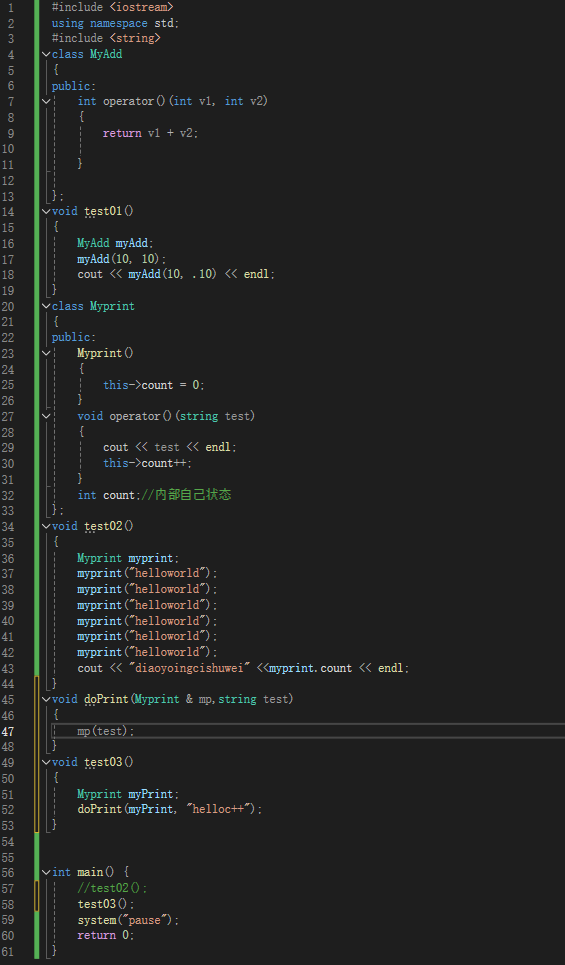 1 #include <iostream>
2 using namespace std;
3 #include <string>
4 class MyAdd
5 {
6 public:
7 int operator()(int v1, int v2)
8 {
9 return v1 + v2;
10
11 }
12
13 };
14 void test01()
15 {
16 MyAdd myAdd;
17 myAdd(10, 10);
18 cout << myAdd(10, .10) << endl;
19 }
20 class Myprint
21 {
22 public:
23 Myprint()
24 {
25 this->count = 0;
26 }
27 void operator()(string test)
28 {
29 cout << test << endl;
30 this->count++;
31 }
32 int count;//内部自己状态
33 };
34 void test02()
35 {
36 Myprint myprint;
37 myprint("helloworld");
38 myprint("helloworld");
39 myprint("helloworld");
40 myprint("helloworld");
41 myprint("helloworld");
42 myprint("helloworld");
43 cout << "diaoyoingcishuwei" <<myprint.count << endl;
44 }
45 void doPrint(Myprint & mp,string test)
46 {
47 mp(test);
48 }
49 void test03()
50 {
51 Myprint myPrint;
52 doPrint(myPrint, "helloc++");
53 }
54
55
56 int main() {
57 //test02();
58 test03();
59 system("pause");
60 return 0;
61 }